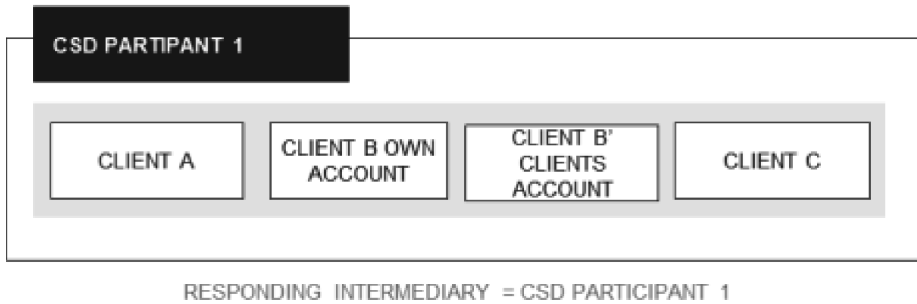 CSD PARTIPANT 1
CLIENT A
CLIENT B OWN
ACCOUNT
CLIENT B'
CLIENTS
ACCOUNT
CLIENT C
RESPONDING INTERMEDIARY = CSD PARTICIPANT 1